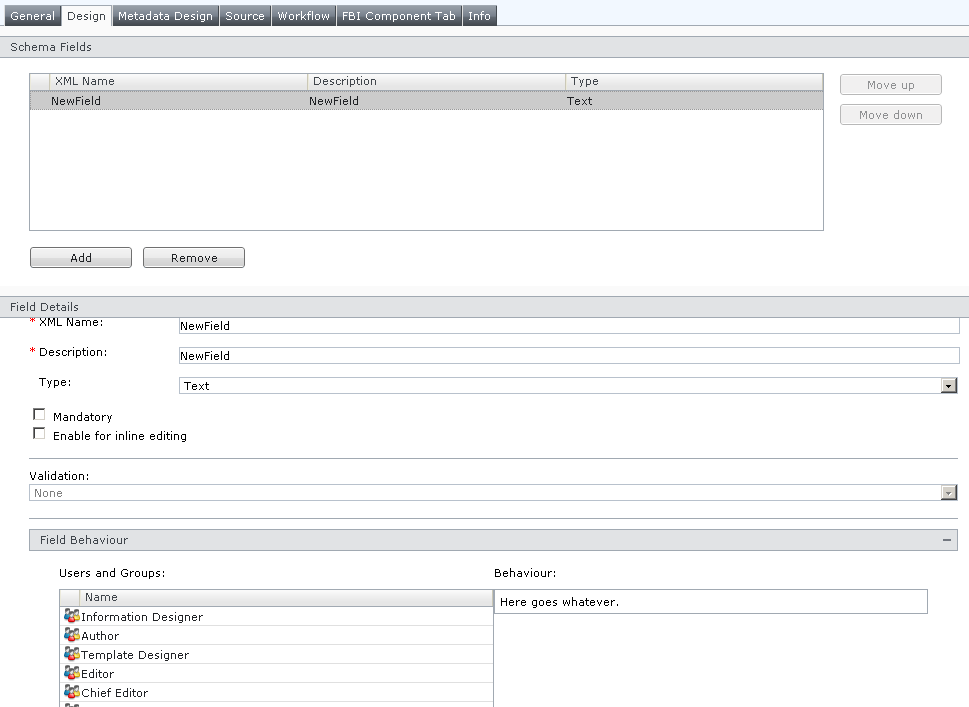 General Design Metadata Design Source Workflow FBI Component Tab Info
Schema Fields
XML Name Description Type
NewField NewField Text
Move up
Move down
Add Remove
Field Details
* XML Name: NewField
* Description: NewField
Type: Text
Mandatory
Enable for inline editing
Validation:
None
Field Behaviour
Users and Groups: Behaviour:
Name
Here goes whatever.
Information Designer
Author
Template Designer
Editor
Chief Editor